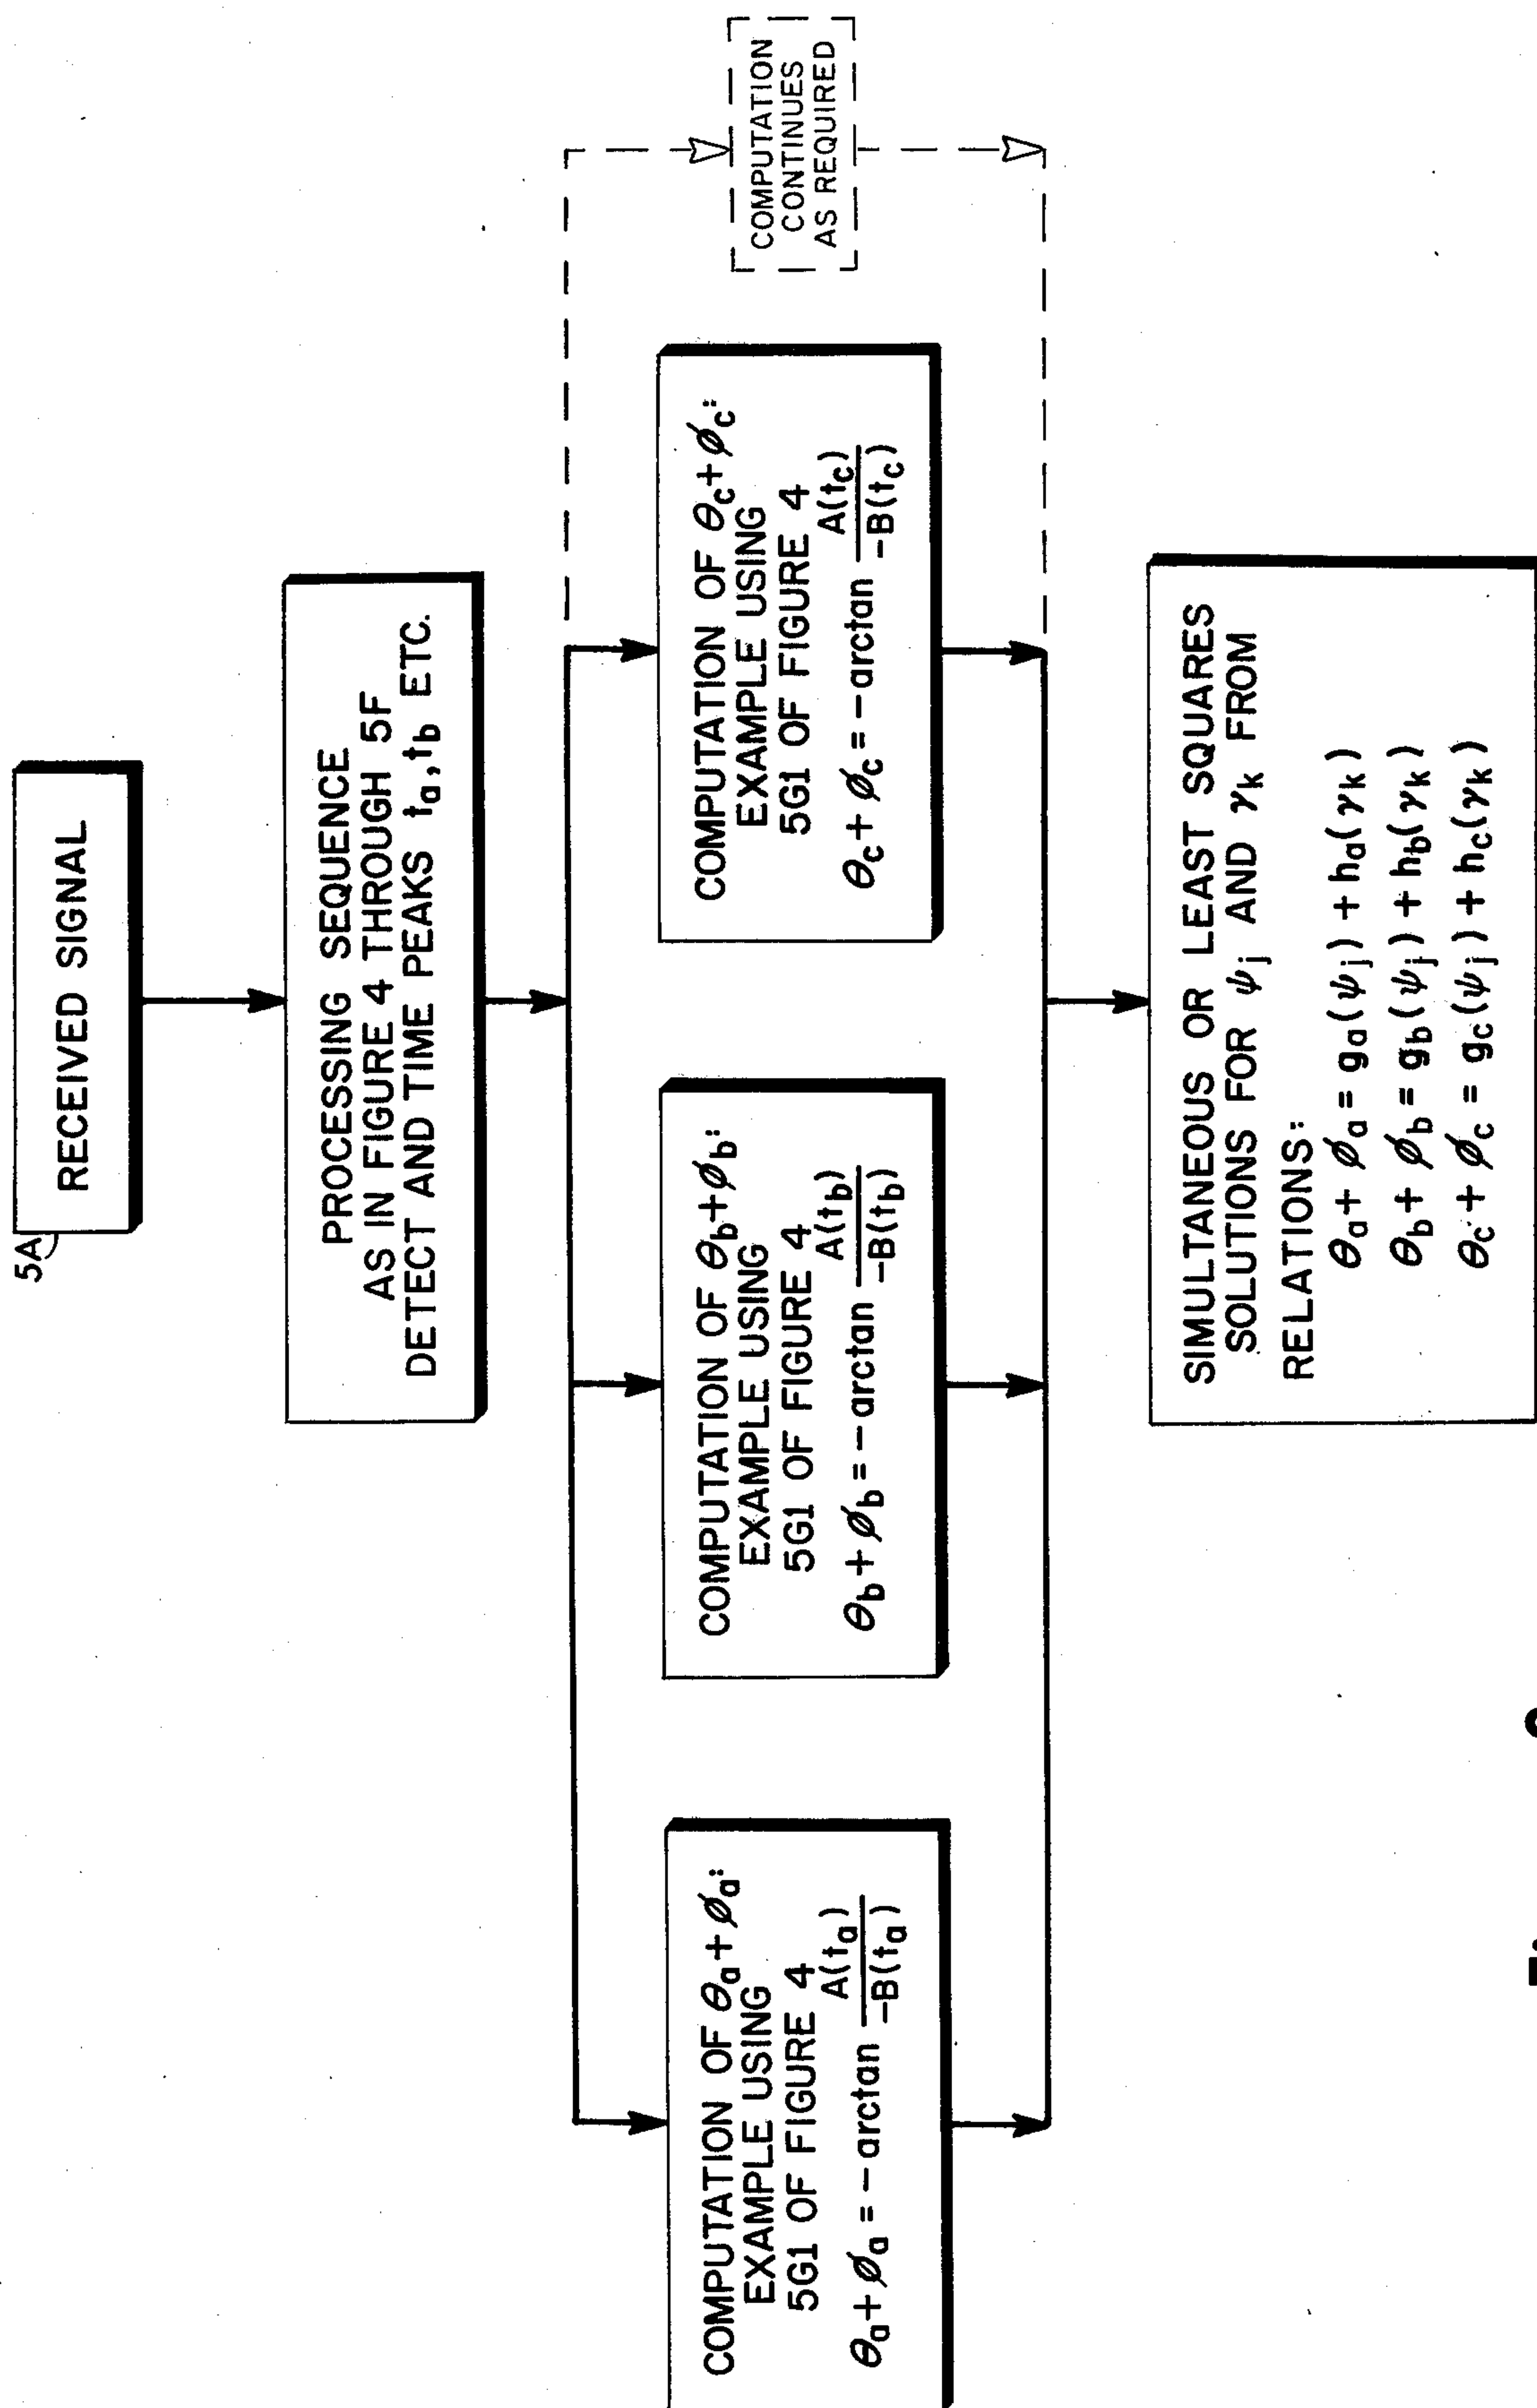 5A
RECEIVED SIGNAL
PROCESSING SEQUENCE
AS IN FIGURE 4 THROUGH 5F
DETECT AND TIME PEAKS tₐ,t_b ETC.
COMPUTATION OF θₐ+ϕₐ:
EXAMPLE USING
5G1 OF FIGURE 4
θₐ+ϕₐ = −arctan A(tₐ)/−B(tₐ)
COMPUTATION OF θ_b+ϕ_b:
EXAMPLE USING
5G1 OF FIGURE 4
θ_b+ϕ_b = −arctan A(t_b)/−B(t_b)
COMPUTATION OF θ_c+ϕ_c:
EXAMPLE USING
5G1 OF FIGURE 4
θ_c+ϕ_c = −arctan A(t_c)/−B(t_c)
COMPUTATION
CONTINUES
AS REQUIRED
SIMULTANEOUS OR LEAST SQUARES
SOLUTIONS FOR ψⱼ AND γₖ FROM
RELATIONS:
θₐ+ ϕₐ = gₐ(ψⱼ) + hₐ(γₖ)
θ_b+ ϕ_b = g_b(ψⱼ) + h_b(γₖ)
θ_c+ ϕ_c = g_c(ψⱼ) + h_c(γₖ)